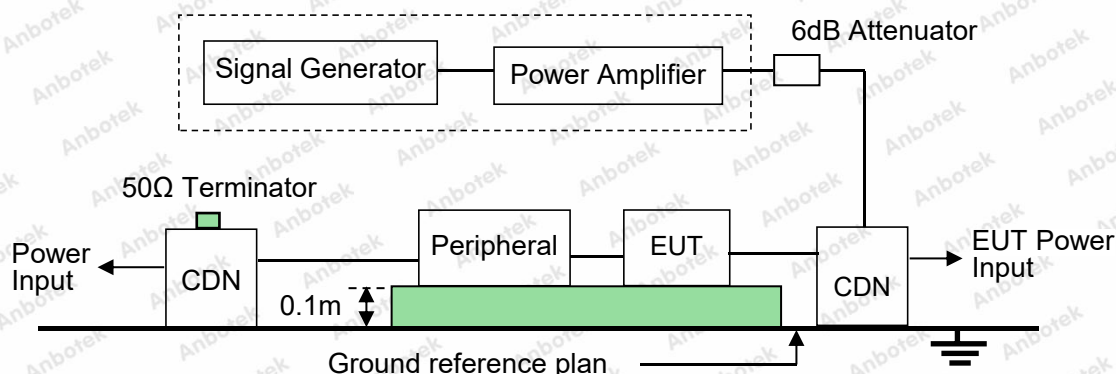 6dB Attenuator
Signal Generator
Power Amplifier
50Ω Terminator
Power
Input
CDN
Peripheral
EUT
CDN
EUT Power
Input
0.1m
Ground reference plan
Anbotek